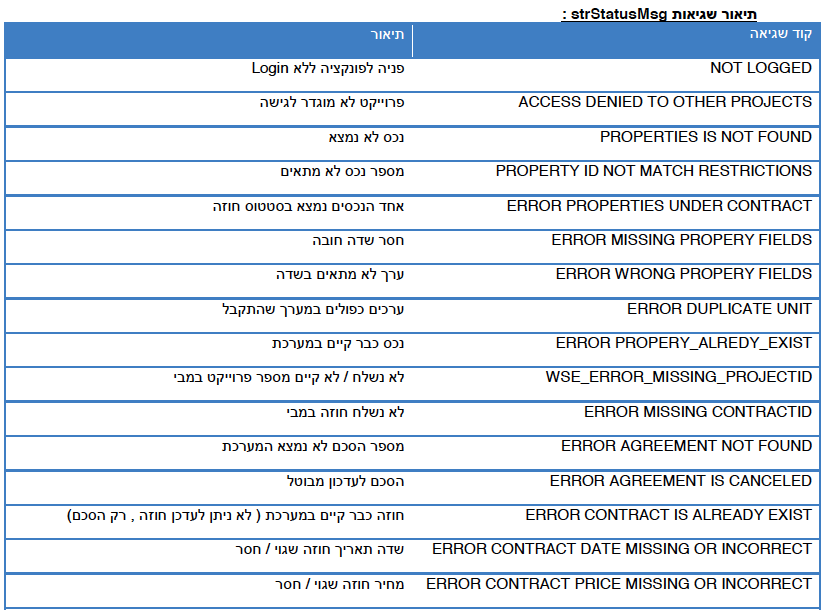 תיאור שגיאות strStatusMsg :
קוד שגיאה תיאור
NOT LOGGED פניה לפונקציה ללא Login
ACCESS DENIED TO OTHER PROJECTS פרוייקט לא מוגדר לגישה
PROPERTIES IS NOT FOUND נכס לא נמצא
PROPERTY ID NOT MATCH RESTRICTIONS מספר נכס לא מתאים
ERROR PROPERTIES UNDER CONTRACT אחד הנכסים נמצא בסטטוס חוזה
ERROR MISSING PROPERY FIELDS חסר שדה חובה
ERROR WRONG PROPERY FIELDS ערך לא מתאים בשדה
ERROR DUPLICATE UNIT ערכים כפולים במערך שהתקבל
ERROR PROPERY_ALREDY_EXIST נכס כבר קיים במערכת
WSE_ERROR_MISSING_PROJECTID לא נשלח / לא קיים מספר פרוייקט במבי
ERROR MISSING CONTRACTID לא נשלח חוזה במבי
ERROR AGREEMENT NOT FOUND מספר הסכם לא נמצא המערכת
ERROR AGREEMENT IS CANCELED הסכם לעדכון מבוטל
ERROR CONTRACT IS ALREADY EXIST חוזה כבר קיים במערכת ( לא ניתן לעדכן חוזה , רק הסכם)
ERROR CONTRACT DATE MISSING OR INCORRECT שדה תאריך חוזה שגוי / חסר
ERROR CONTRACT PRICE MISSING OR INCORRECT מחיר חוזה שגוי / חסר